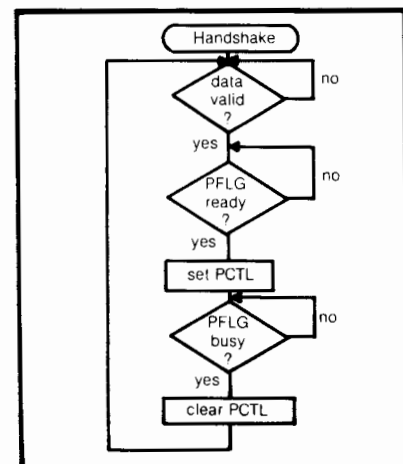 Handshake
data
valid
?
no
yes
PFLG
ready
?
no
yes
set PCTL
PFLG
busy
?
no
yes
clear PCTL